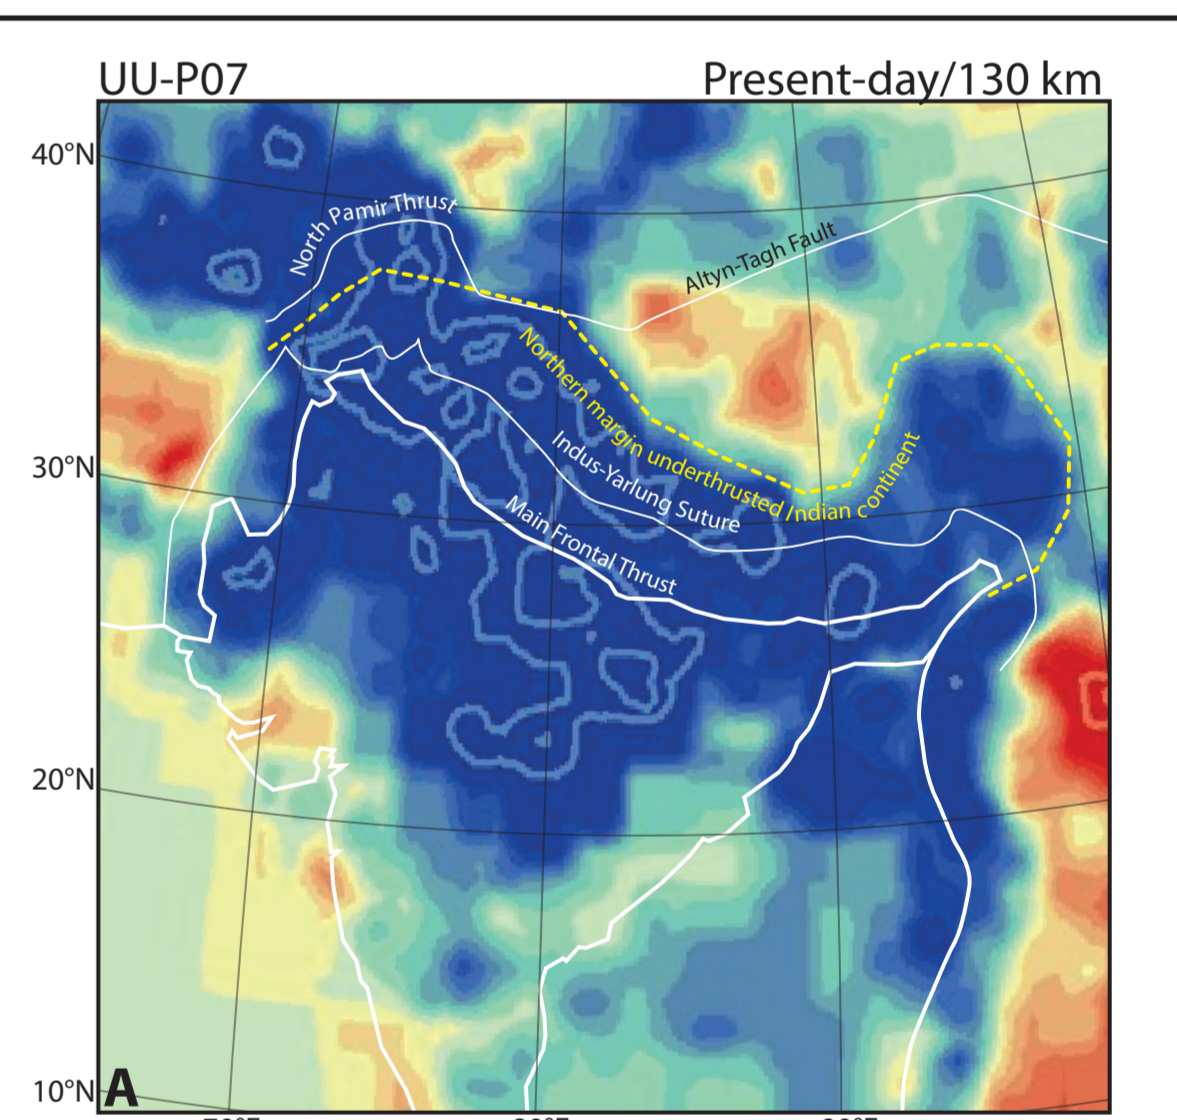 UU-P07
Present-day/130 km
40°N
North Pamir Thrust
Altyn-Tagh Fault
Northern margin underthrusted Indian continent
30°N
Indus-Yarlung Suture
Main Frontal Thrust
20°N
10°N
A